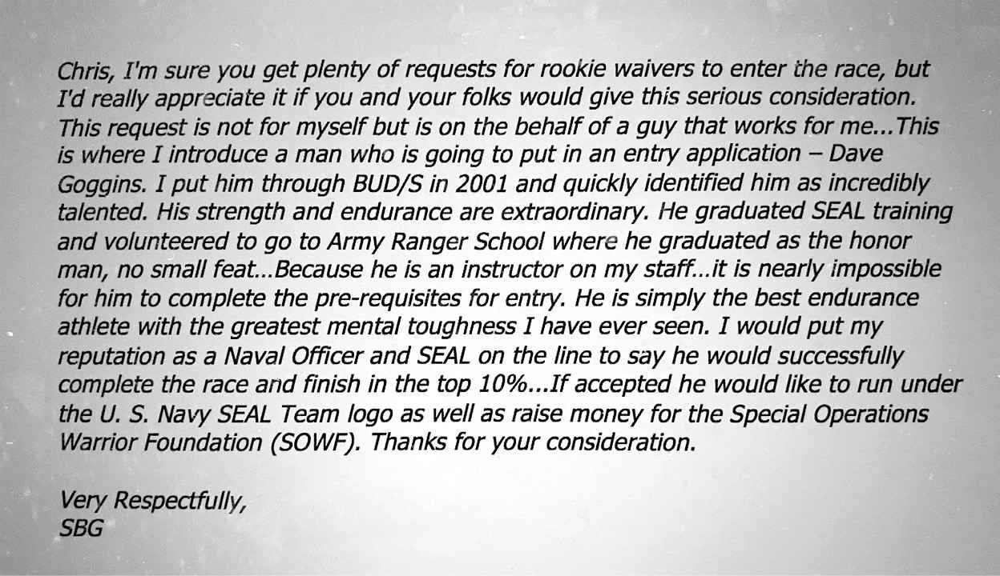 Chris, I'm sure you get plenty of requests for rookie waivers to enter the race, but
I'd really appreciate it if you and your folks would give this serious consideration.
This request is not for myself but is on the behalf of a guy that works for me...This
is where I introduce a man who is going to put in an entry application – Dave
Goggins. I put him through BUD/S in 2001 and quickly identified him as incredibly
talented. His strength and endurance are extraordinary. He graduated SEAL training
and volunteered to go to Army Ranger School where he graduated as the honor
man, no small feat...Because he is an instructor on my staff...it is nearly impossible
for him to complete the pre-requisites for entry. He is simply the best endurance
athlete with the greatest mental toughness I have ever seen. I would put my
reputation as a Naval Officer and SEAL on the line to say he would successfully
complete the race and finish in the top 10%...If accepted he would like to run under
the U. S. Navy SEAL Team logo as well as raise money for the Special Operations
Warrior Foundation (SOWF). Thanks for your consideration.
Very Respectfully,
SBG